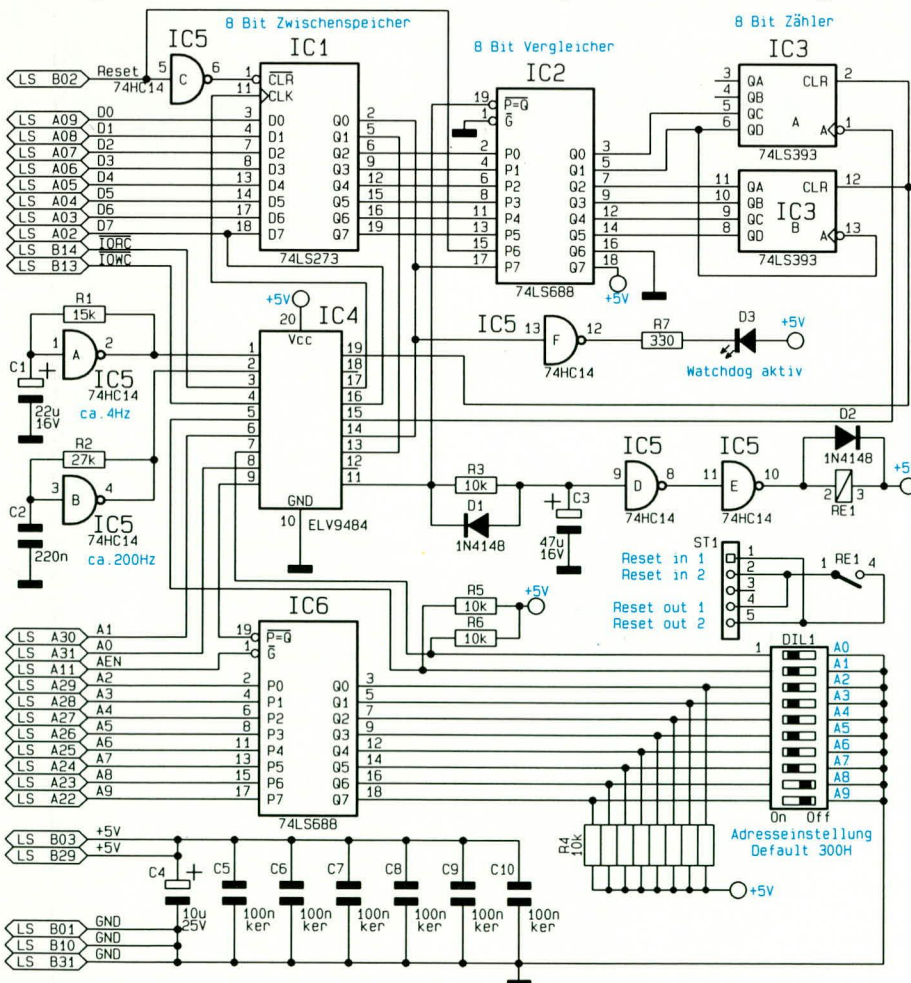 8 Bit Zwischenspeicher
8 Bit Vergleicher
8 Bit Zähler
IC5
IC1
IC2
IC3
LS B02 Reset 5 C 6 74HC14
1 CLR
11 CLK
LS A09 D0 3 D0 Q0 2
LS A08 D1 4 D1 Q1 5
LS A07 D2 7 D2 Q2 6
LS A06 D3 8 D3 Q3 9
LS A05 D4 13 D4 Q4 12
LS A04 D5 14 D5 Q5 15
LS A03 D6 17 D6 Q6 16
LS A02 D7 18 D7 Q7 19
LS B14 IORC
LS B13 IOWC
74LS273
19 P=Q
1 G
2 P0 Q0 3
4 P1 Q1 5
6 P2 Q2 7
8 P3 Q3 9
11 P4 Q4 12
13 P5 Q5 14
15 P6 Q6 16
17 P7 Q7 18
74LS688
+5V
3 QA CLR 2
4 QB
5 QC
6 QD A A 1
74LS393
11 QA CLR 12
10 QB
9 QC IC3
8 QD B A 13
74LS393
R1
15k
1 A 2
IC5
74HC14
C1 +
22u
16V
ca.4Hz
R2
27k
3 B 4
IC5
74HC14
C2
220n
ca.200Hz
+5V
20
Vcc
IC4
1 19
2 18
3 17
4 16
5 15
6 14
7 13
8 12
9 11
GND
10
ELV9484
IC5
13 F 12
74HC14
R7
330
D3
+5V
Watchdog aktiv
R3
10k
D1
1N4148
+ C3
47u
16V
IC5
D 8
74HC14
IC5
11 E 10
74HC14
D2
1N4148
2 3
RE1
+5V
ST1
Reset in 1 1
Reset in 2 2
3
Reset out 1 4
Reset out 2 5
RE1
1 4
R5
10k
R6
10k
+5V
IC6
LS A30 A1
LS A31 A0
LS A11 AEN
LS A29 A2
LS A28 A3
LS A27 A4
LS A26 A5
LS A25 A6
LS A24 A7
LS A23 A8
LS A22 A9
19 P=Q
1 G
2 P0 Q0 3
4 P1 Q1 5
6 P2 Q2 7
8 P3 Q3 9
11 P4 Q4 12
13 P5 Q5 14
15 P6 Q6 16
17 P7 Q7 18
74LS688
DIL1
1 A0
A1
A2
A3
A4
A5
A6
A7
A8
A9
On Off
Adresseinstellung
Default 300H
R4
10k
+5V
LS B03 +5V
LS B29 +5V
C4 +
10u
25V
C5
100n
ker
C6
100n
ker
C7
100n
ker
C8
100n
ker
C9
100n
ker
C10
100n
ker
LS B01 GND
LS B10 GND
LS B31 GND